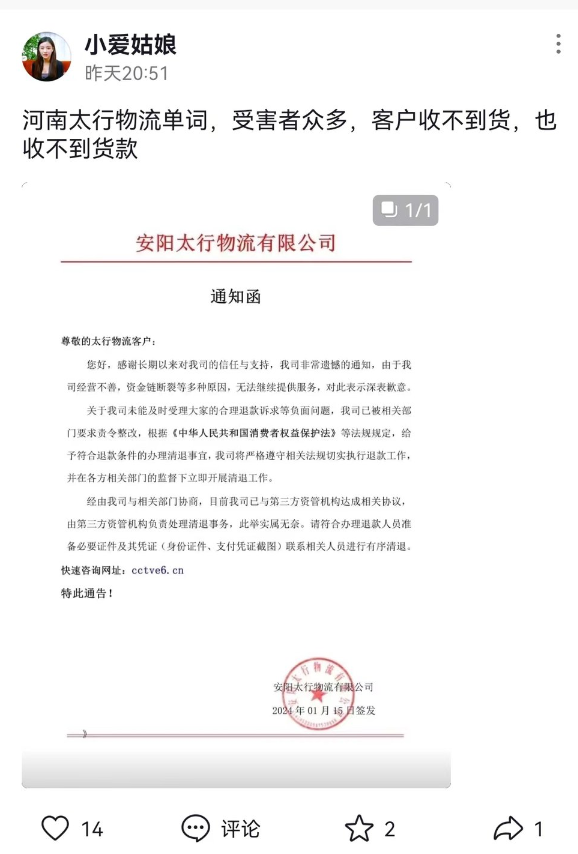 小爱姑娘
昨天20:51
河南太行物流单词，受害者众多，客户收不到货，也
收不到货款
1/1
安阳太行物流有限公司
通知函
尊敬的太行物流客户：
您好，感谢长期以来对我司的信任与支持，我司非常遗憾的通知，由于我
司经营不善，资金链断裂等多种原因，无法继续提供服务，对此表示深表歉意。
关于我司未能及时受理大家的合理退款诉求等负面问题，我司已被相关部
门要求责令整改，根据《中华人民共和国消费者权益保护法》等法规规定，给
予符合退款条件的办理清退事宜，我司将严格遵守相关法规切实执行退款工作，
并在各方相关部门的监督下立即开展清退工作。
经由我司与相关部门协商，目前我司已与第三方资管机构达成相关协议，
由第三方资管机构负责处理清退事务，此举实属无奈。请符合办理退款人员准
备必要证件及其凭证（身份证件、支付凭证截图）联系相关人员进行有序清退。
快速咨询网址：cctve6.cn
特此通告！
安阳太行物流有限公司
2024年01月15日签发
14
评论
2
1